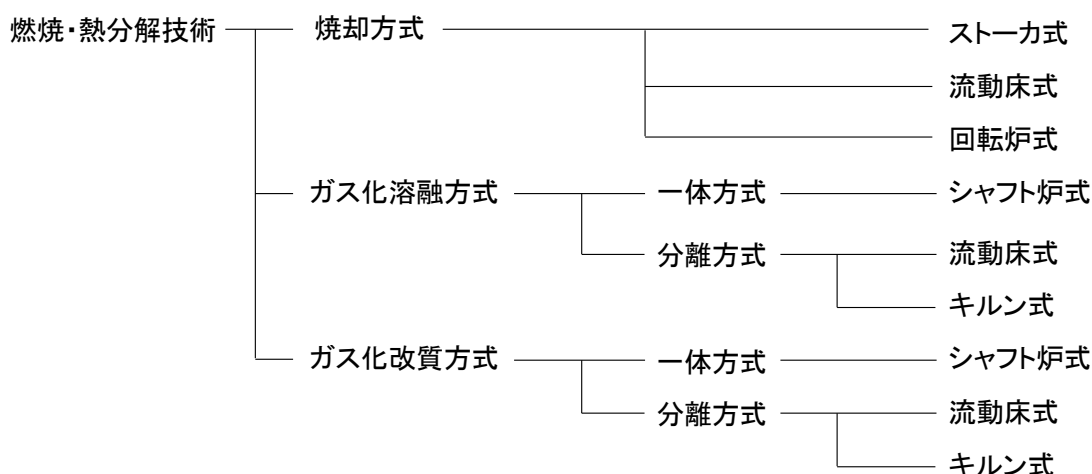 燃焼・熱分解技術 焼却方式 ストーカ式
流動床式
回転炉式
ガス化溶融方式 一体方式 シャフト炉式
分離方式 流動床式
キルン式
ガス化改質方式 一体方式 シャフト炉式
分離方式 流動床式
キルン式